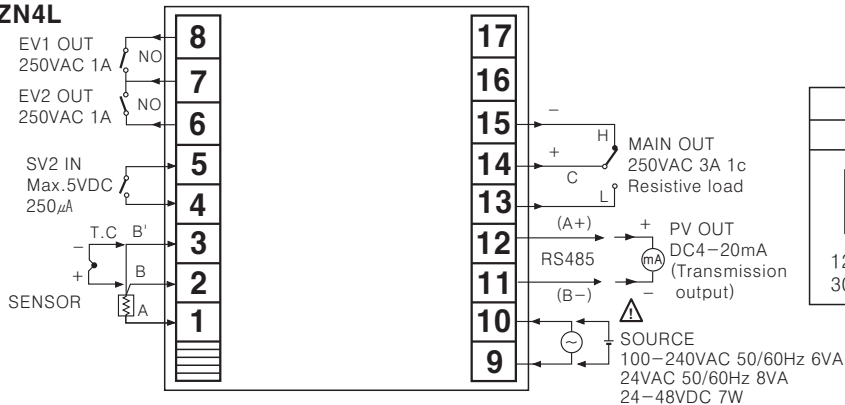 ZN4L
EV1 OUT
250VAC 1A
NO
EV2 OUT
250VAC 1A
NO
SV2 IN
Max.5VDC
250㎂
T.C B'
−
B
+
SENSOR
A
8
7
6
5
4
3
2
1
17
16
15
14
13
12
11
10
9
−
H
+
C
L
MAIN OUT
250VAC 3A 1c
Resistive load
(A+)
RS485
(B−)
+
mA
−
PV OUT
DC4−20mA
(Transmission
output)
SOURCE
100−240VAC 50/60Hz 6VA
24VAC 50/60Hz 8VA
24−48VDC 7W